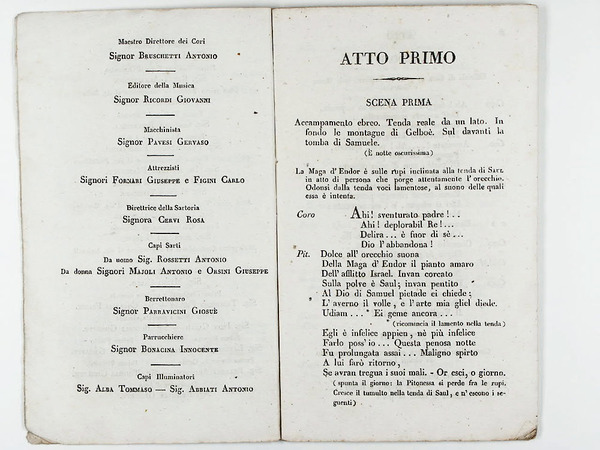 Maestro Direttore dei Cori
Signor Bruschetti Antonio
Editore della Musica
Signor Ricordi Giovanni
Macchinista
Signor Pavesi Gervaso
Attrezzisti
Signori Fornari Giuseppe e Figini Carlo
Direttrice della Sartoria
Signora Cervi Rosa
Capi Sarti
Da uomo Sig. Rossetti Antonio
Da donna Signori Majoli Antonio e Orsini Giuseppe
Berrettonaro
Signor Parravicini Giosuè
Parrucchiere
Signor Bonacina Innocente
Capi Illuminatori
Sig. Alba Tommaso — Sig. Abbiati Antonio
ATTO PRIMO
SCENA PRIMA
Accampamento ebreo. Tenda reale da un lato. In
fondo le montagne di Gelboè. Sul davanti la
tomba di Samuele.
(È notte oscurissima)
La Maga d' Endor è sulle rupi inclinata alla tenda di Saul
in atto di persona che porge attentamente l' orecchio.
Odonsi dalla tenda voci lamentose, al suono delle quali
essa è intenta.
Coro Ahi! sventurato padre!..
Ahi! deplorabil Re!...
Delira... è fuor di sè...
Dio l' abbandona!
Pit. Dolce all' orecchio suona
Della Maga d' Endor il pianto amaro
Dell' afflitto Israel. Invan corcato
Sulla polve è Saul; invan pentito
Al Dio di Samuel pietade ei chiede:
L' averno il volle, e l' arte mia gliel diede.
Udiam... Ei geme ancora...
(ricomincia il lamento nella tenda)
Egli è infelice appien, nè più infelice
Farlo poss' io... Questa penosa notte
Fu prolungata assai... Maligno spirto
A lui farò ritorno,
Se avran tregua i suoi mali. - Or esci, o giorno.
(spunta il giorno: la Pitonessa si perde fra le rupi.
Cresce il tumulto nella tenda di Saul, e n' escono i se-
guenti)